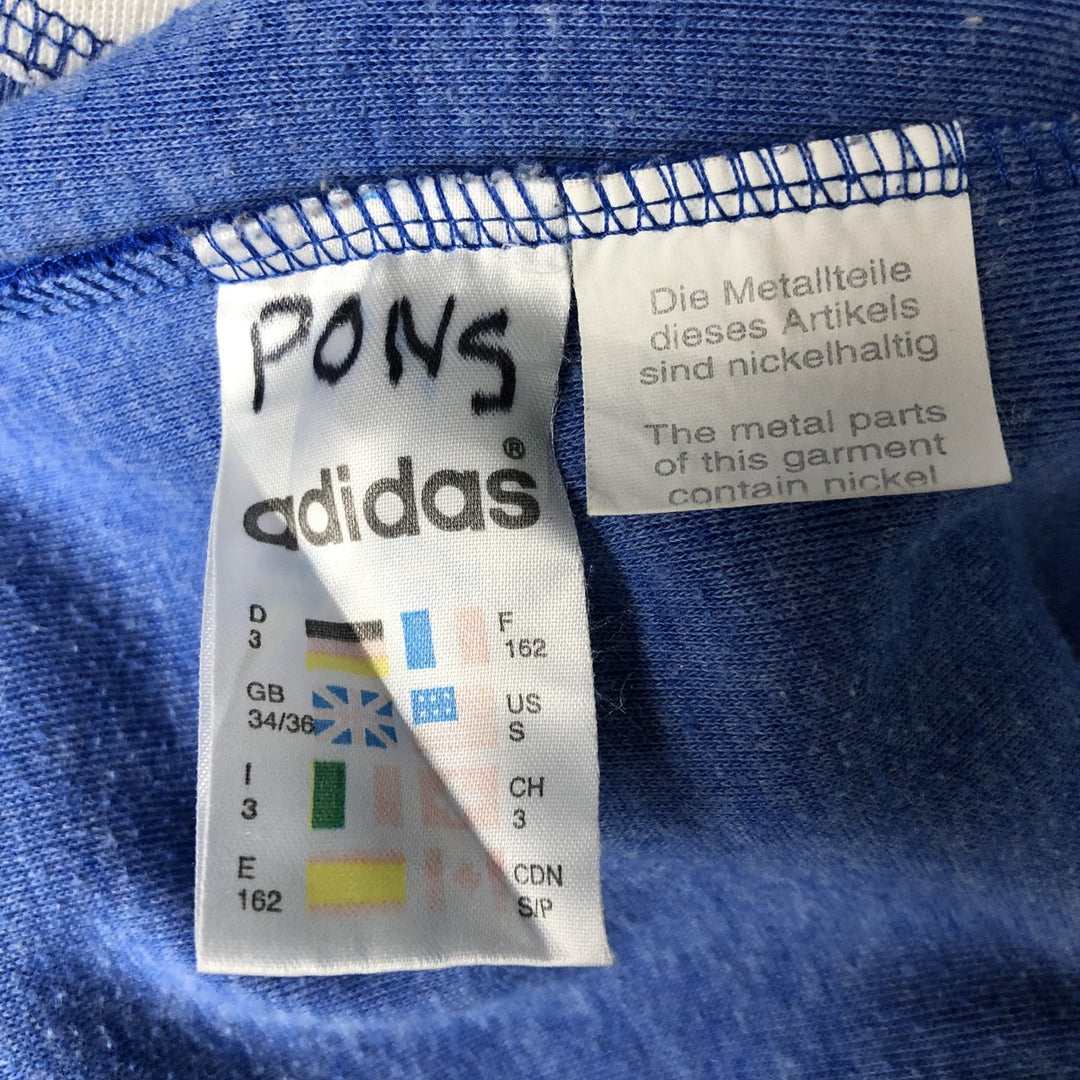 PONS
adidas®
D
3
F
162
GB
34/36
US
S
I
3
CH
3
E
162
CDN
S/P
Die Metallteile
dieses Artikels
sind nickelhaltig
The metal parts
of this garment
contain nickel